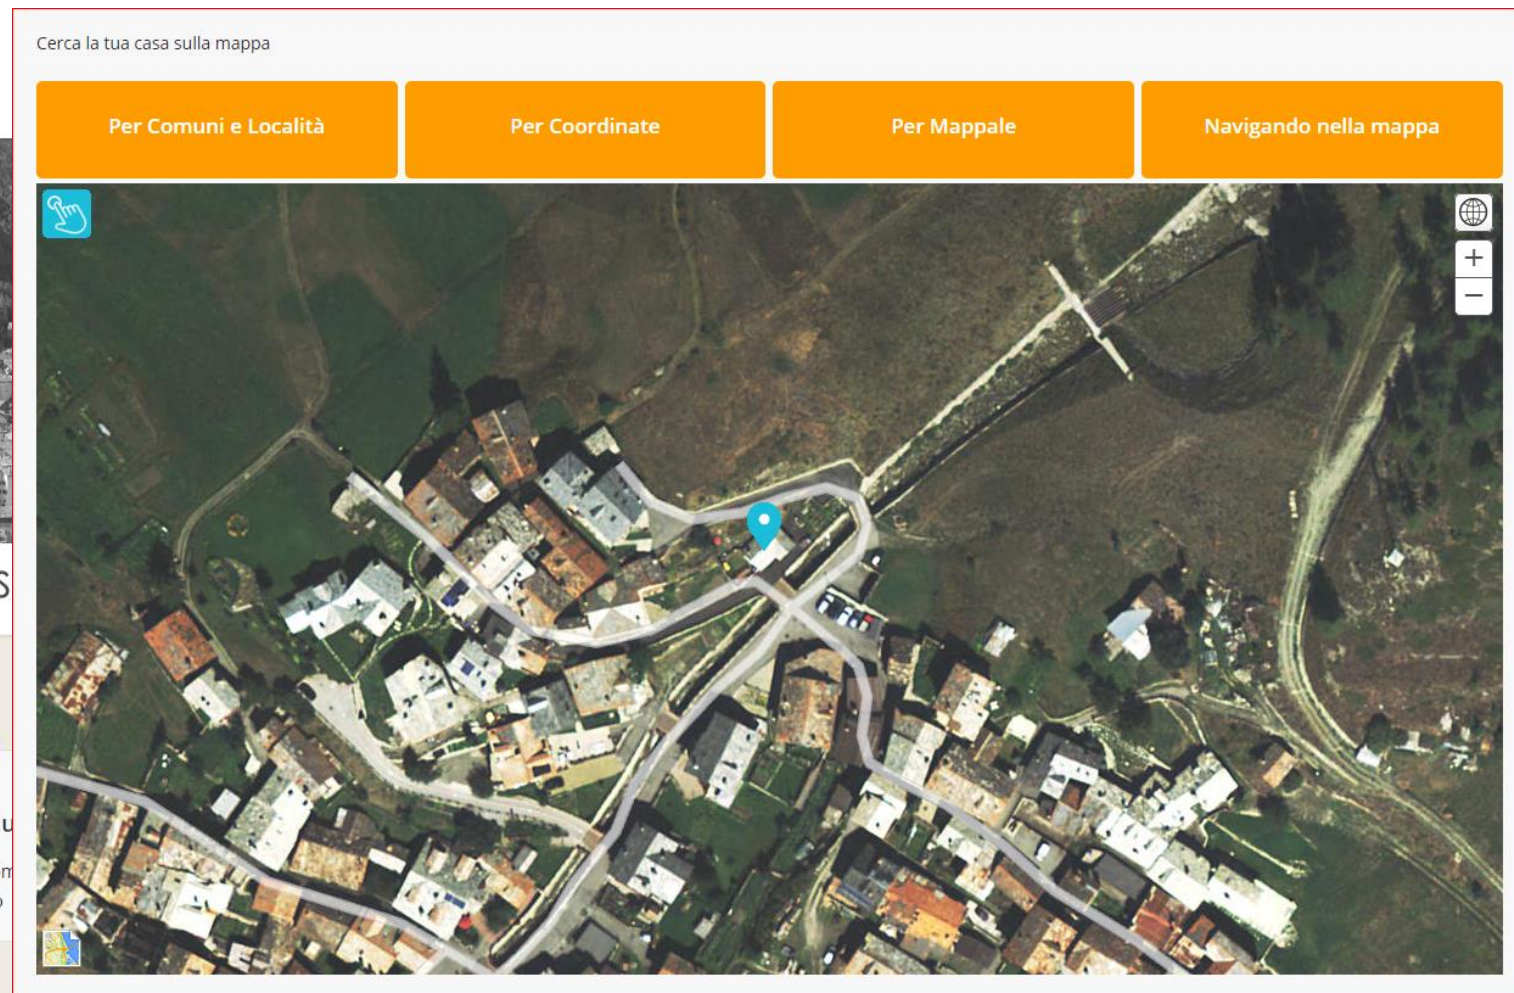 Cerca la tua casa sulla mappa
Per Comuni e Località
Per Coordinate
Per Mappale
Navigando nella mappa
+
−